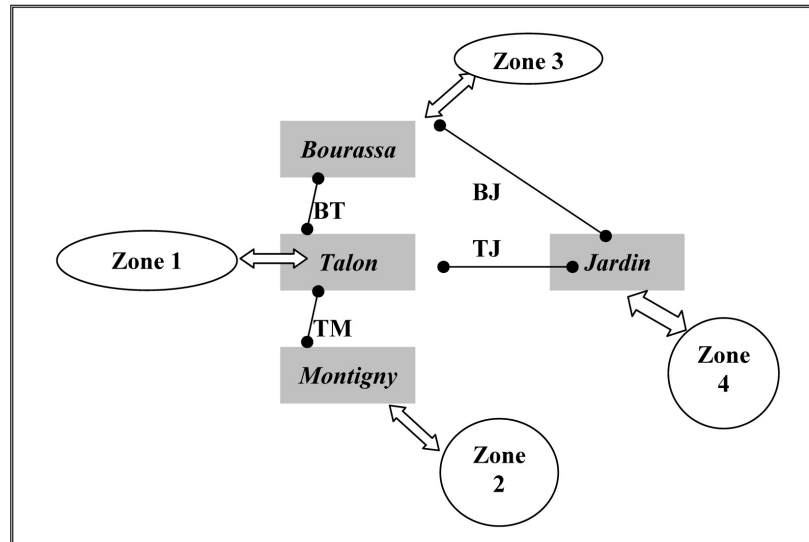 Zone 3
Bourassa
BJ
BT
Zone 1
Talon
TJ
Jardin
TM
Montigny
Zone
4
Zone
2